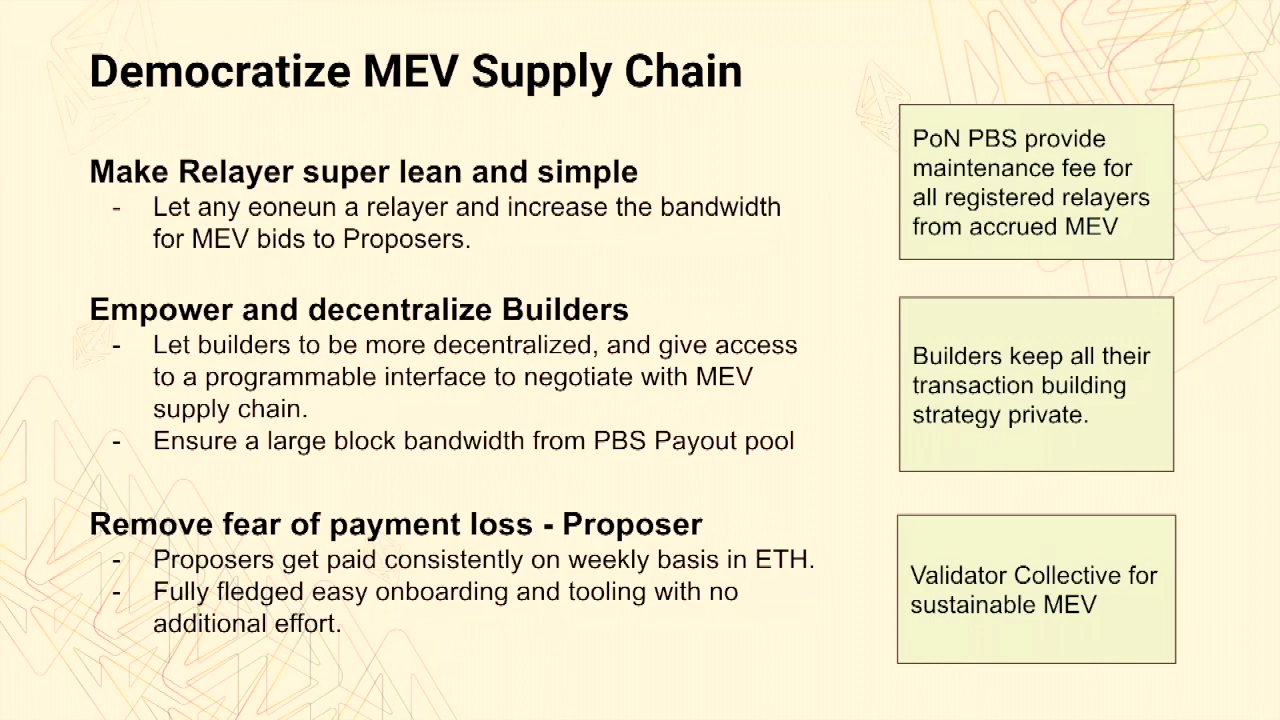 Democratize MEV Supply Chain
Make Relayer super lean and simple
- Let any eoneun a relayer and increase the bandwidth
for MEV bids to Proposers.
Empower and decentralize Builders
- Let builders to be more decentralized, and give access
to a programmable interface to negotiate with MEV
supply chain.
- Ensure a large block bandwidth from PBS Payout pool
Remove fear of payment loss - Proposer
- Proposers get paid consistently on weekly basis in ETH.
- Fully fledged easy onboarding and tooling with no
additional effort.
PoN PBS provide
maintenance fee for
all registered relayers
from accrued MEV
Builders keep all their
transaction building
strategy private.
Validator Collective for
sustainable MEV